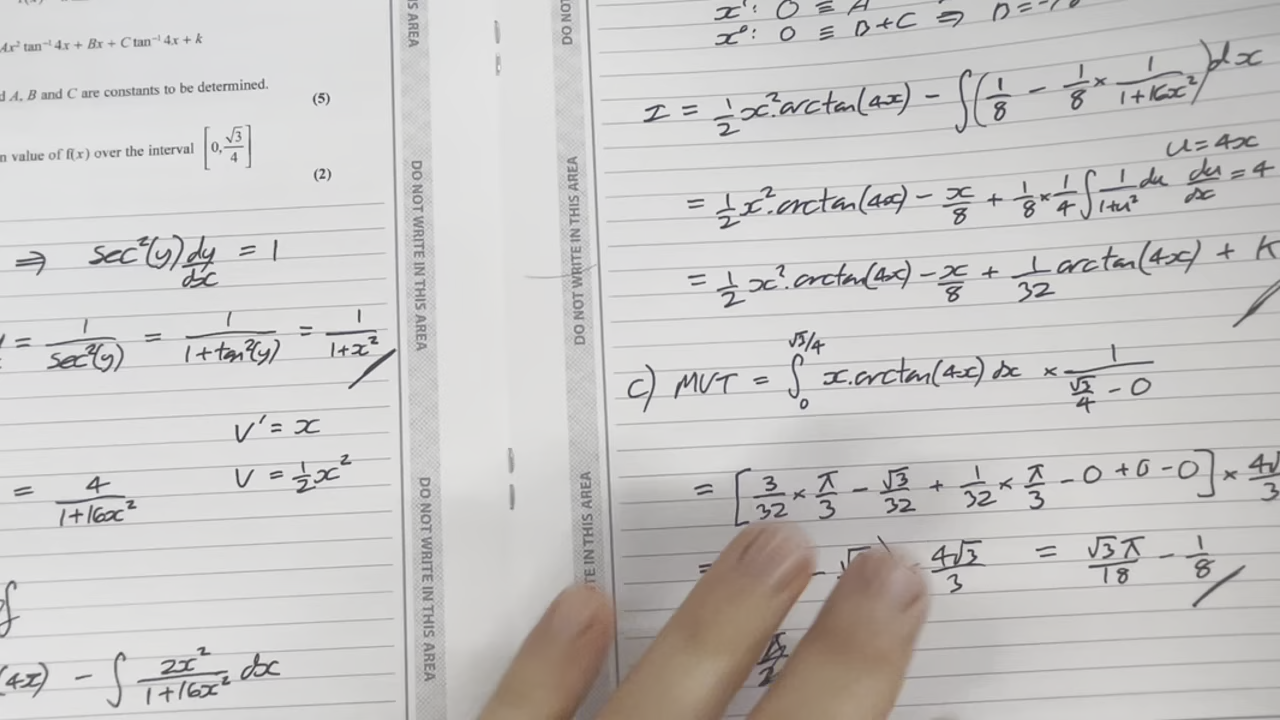 Ax² tan⁻¹ 4x + Bx + C tan⁻¹ 4x + k
A, B and C are constants to be determined.
(5)
value of f(x) over the interval [0, √3/4]
(2)
⇒ sec²(y) dy/dx = 1
= 1/sec²(y) = 1/(1+tan²(y)) = 1/(1+x²)
V' = x
= 4/(1+16x²) V = ½x²
(4x) − ∫ 2x²/(1+16x²) dx
S AREA
DO NOT WRITE IN THIS AREA
DO NOT WRITE IN THIS AREA
DO NO
DO NOT WRITE IN THIS AREA
TE IN THIS AREA
x¹: 0 ≡ A
x⁰: 0 ≡ B+C ⇒
I = ½x².arctan(4x) − ∫(1/8 − 1/8 × 1/(1+16x²))dx
u = 4x
= ½x².arctan(4x) − x/8 + 1/8 × 1/4 ∫ 1/(1+u²) du du/dx = 4
= ½x².arctan(4x) − x/8 + 1/32 arctan(4x) + K
c) MVT = ∫₀^(√3/4) x.arctan(4x) dx × 1/(√3/4 − 0)
= [3/32 × π/3 − √3/32 + 1/32 × π/3 − 0 + 0 − 0] × 4√/3
= − √ 4√3/3 = √3π/18 − 1/8